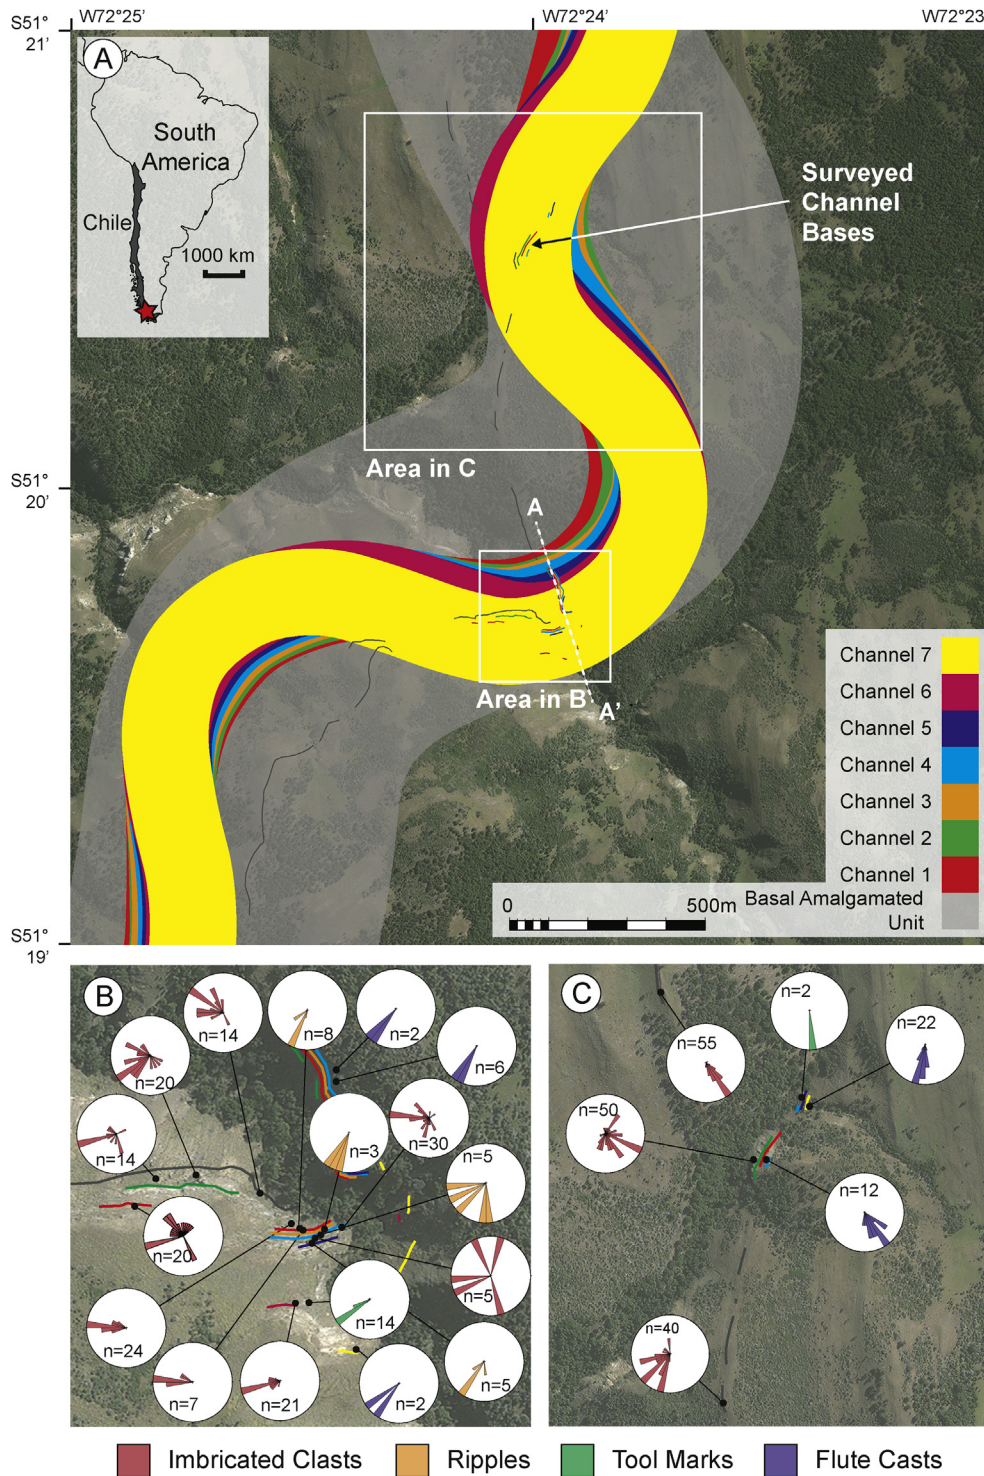 S51°
21'
W72°25'
W72°24'
W72°23
A
South
America
Chile
1000 km
Surveyed
Channel
Bases
Area in C
S51°
20'
A
Area in B
A'
Channel 7
Channel 6
Channel 5
Channel 4
Channel 3
Channel 2
Channel 1
Basal Amalgamated
Unit
0
500m
S51°
19'
B
n=14
n=8
n=2
n=6
n=20
n=14
n=3
n=30
n=5
n=20
n=5
n=24
n=14
n=7
n=21
n=2
n=5
C
n=2
n=22
n=55
n=50
n=12
n=40
Imbricated Clasts
Ripples
Tool Marks
Flute Casts